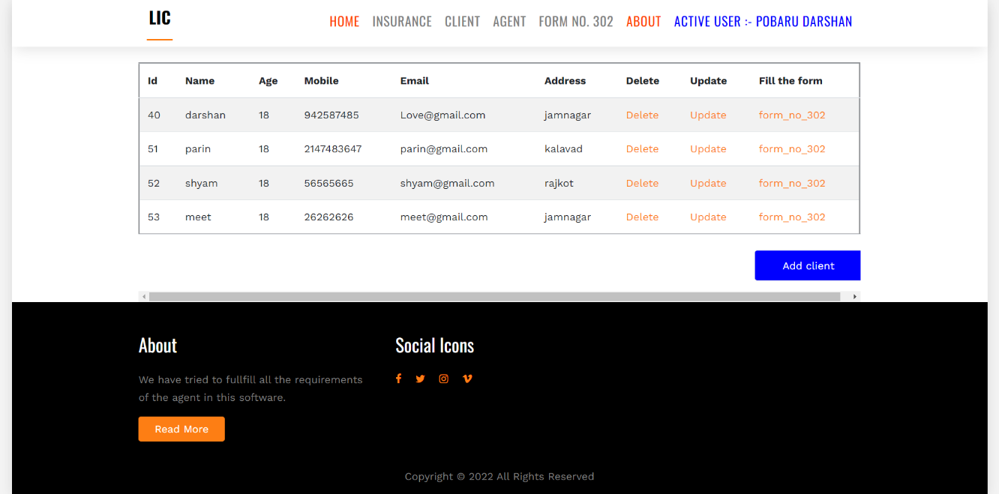 LIC HOME INSURANCE CLIENT AGENT FORM NO. 302 ABOUT ACTIVE USER :- POBARU DARSHAN
Id Name Age Mobile Email Address Delete Update Fill the form
40 darshan 18 942587485 Love@gmail.com jamnagar Delete Update form_no_302
51 parin 18 2147483647 parin@gmail.com kalavad Delete Update form_no_302
52 shyam 18 56565665 shyam@gmail.com rajkot Delete Update form_no_302
53 meet 18 26262626 meet@gmail.com jamnagar Delete Update form_no_302
Add client
About
We have tried to fullfill all the requirements
of the agent in this software.
Read More
Social Icons
Copyright © 2022 All Rights Reserved